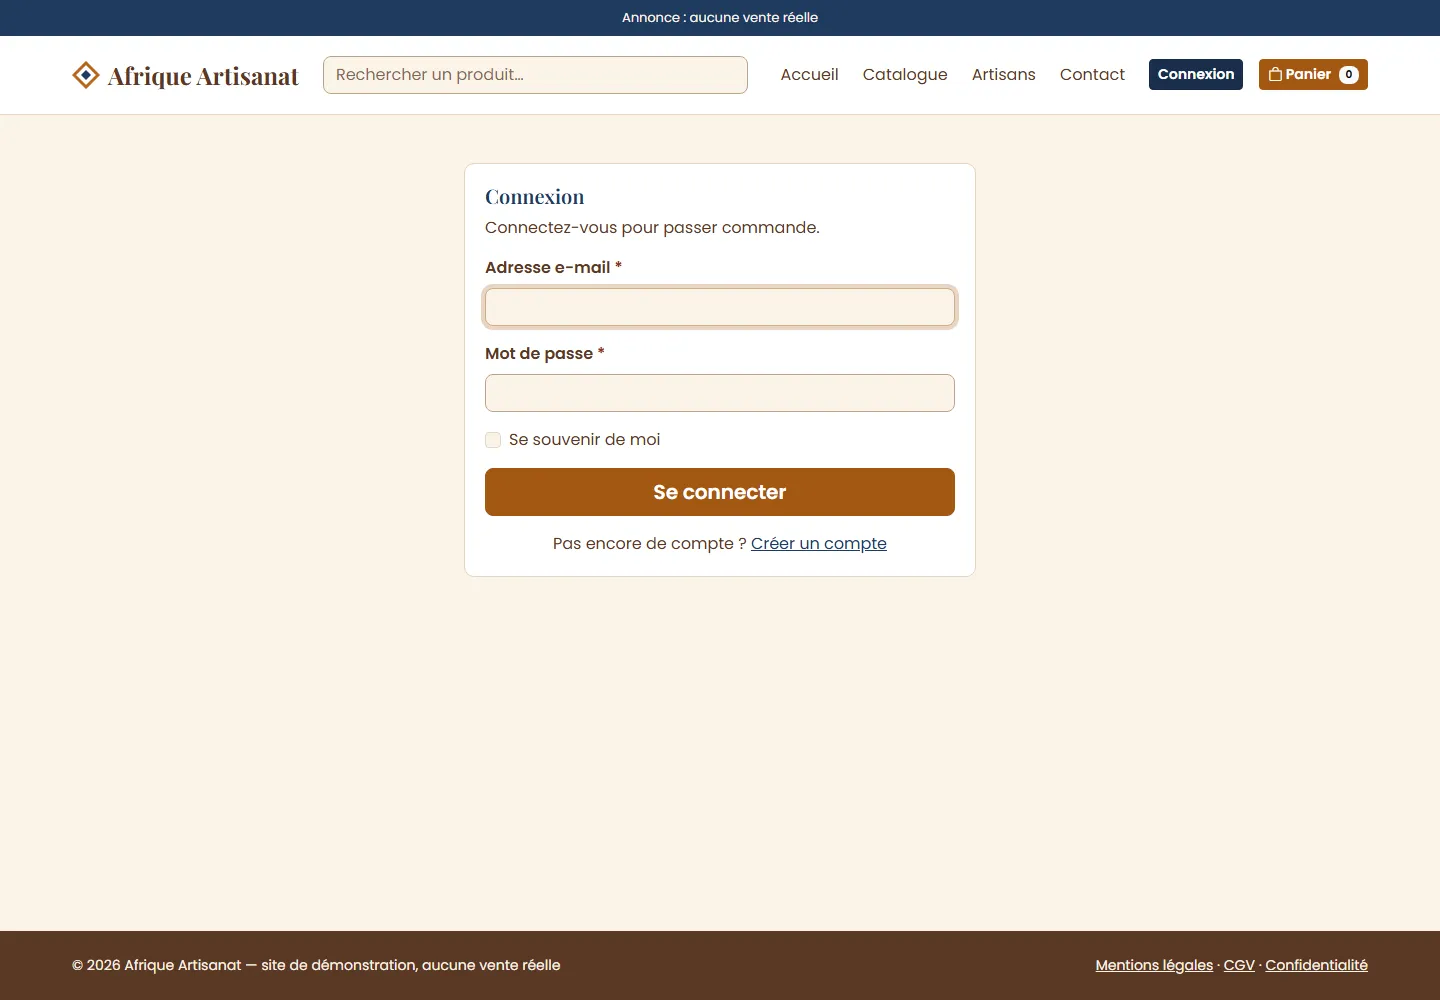 Annonce : aucune vente réelle
Afrique Artisanat
Rechercher un produit...
Accueil
Catalogue
Artisans
Contact
Connexion
Panier 0
Connexion
Connectez-vous pour passer commande.
Adresse e-mail *
Mot de passe *
Se souvenir de moi
Se connecter
Pas encore de compte ? Créer un compte
© 2026 Afrique Artisanat — site de démonstration, aucune vente réelle
Mentions légales · CGV · Confidentialité